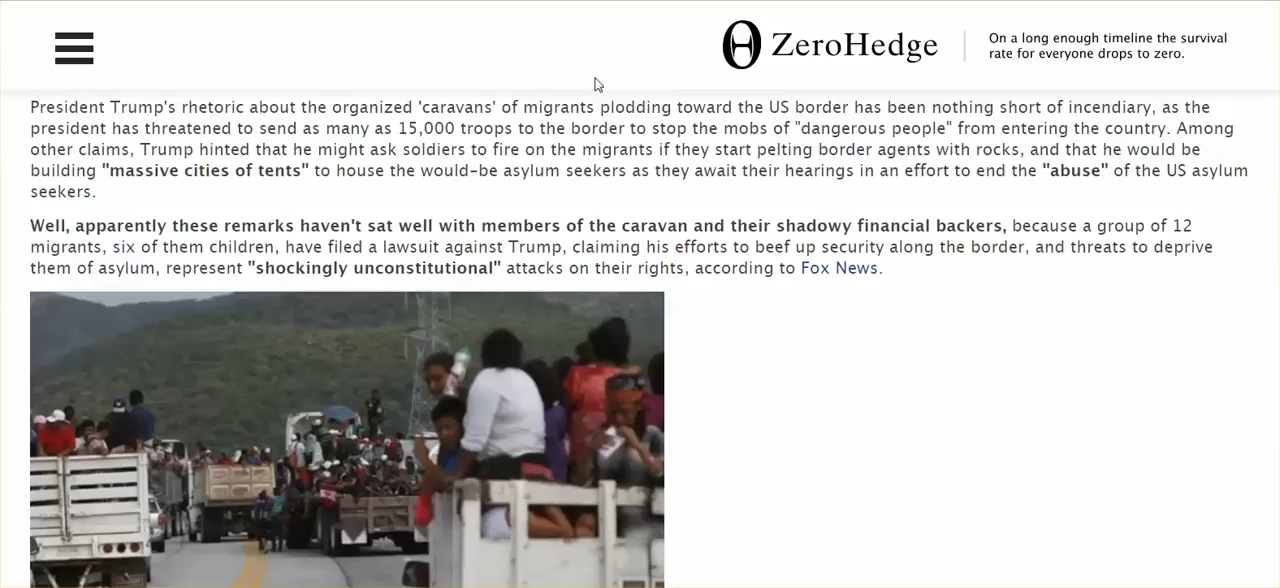 ZeroHedge
On a long enough timeline the survival
rate for everyone drops to zero.
President Trump's rhetoric about the organized 'caravans' of migrants plodding toward the US border has been nothing short of incendiary, as the
president has threatened to send as many as 15,000 troops to the border to stop the mobs of "dangerous people" from entering the country. Among
other claims, Trump hinted that he might ask soldiers to fire on the migrants if they start pelting border agents with rocks, and that he would be
building "massive cities of tents" to house the would-be asylum seekers as they await their hearings in an effort to end the "abuse" of the US asylum
seekers.
Well, apparently these remarks haven't sat well with members of the caravan and their shadowy financial backers, because a group of 12
migrants, six of them children, have filed a lawsuit against Trump, claiming his efforts to beef up security along the border, and threats to deprive
them of asylum, represent "shockingly unconstitutional" attacks on their rights, according to Fox News.